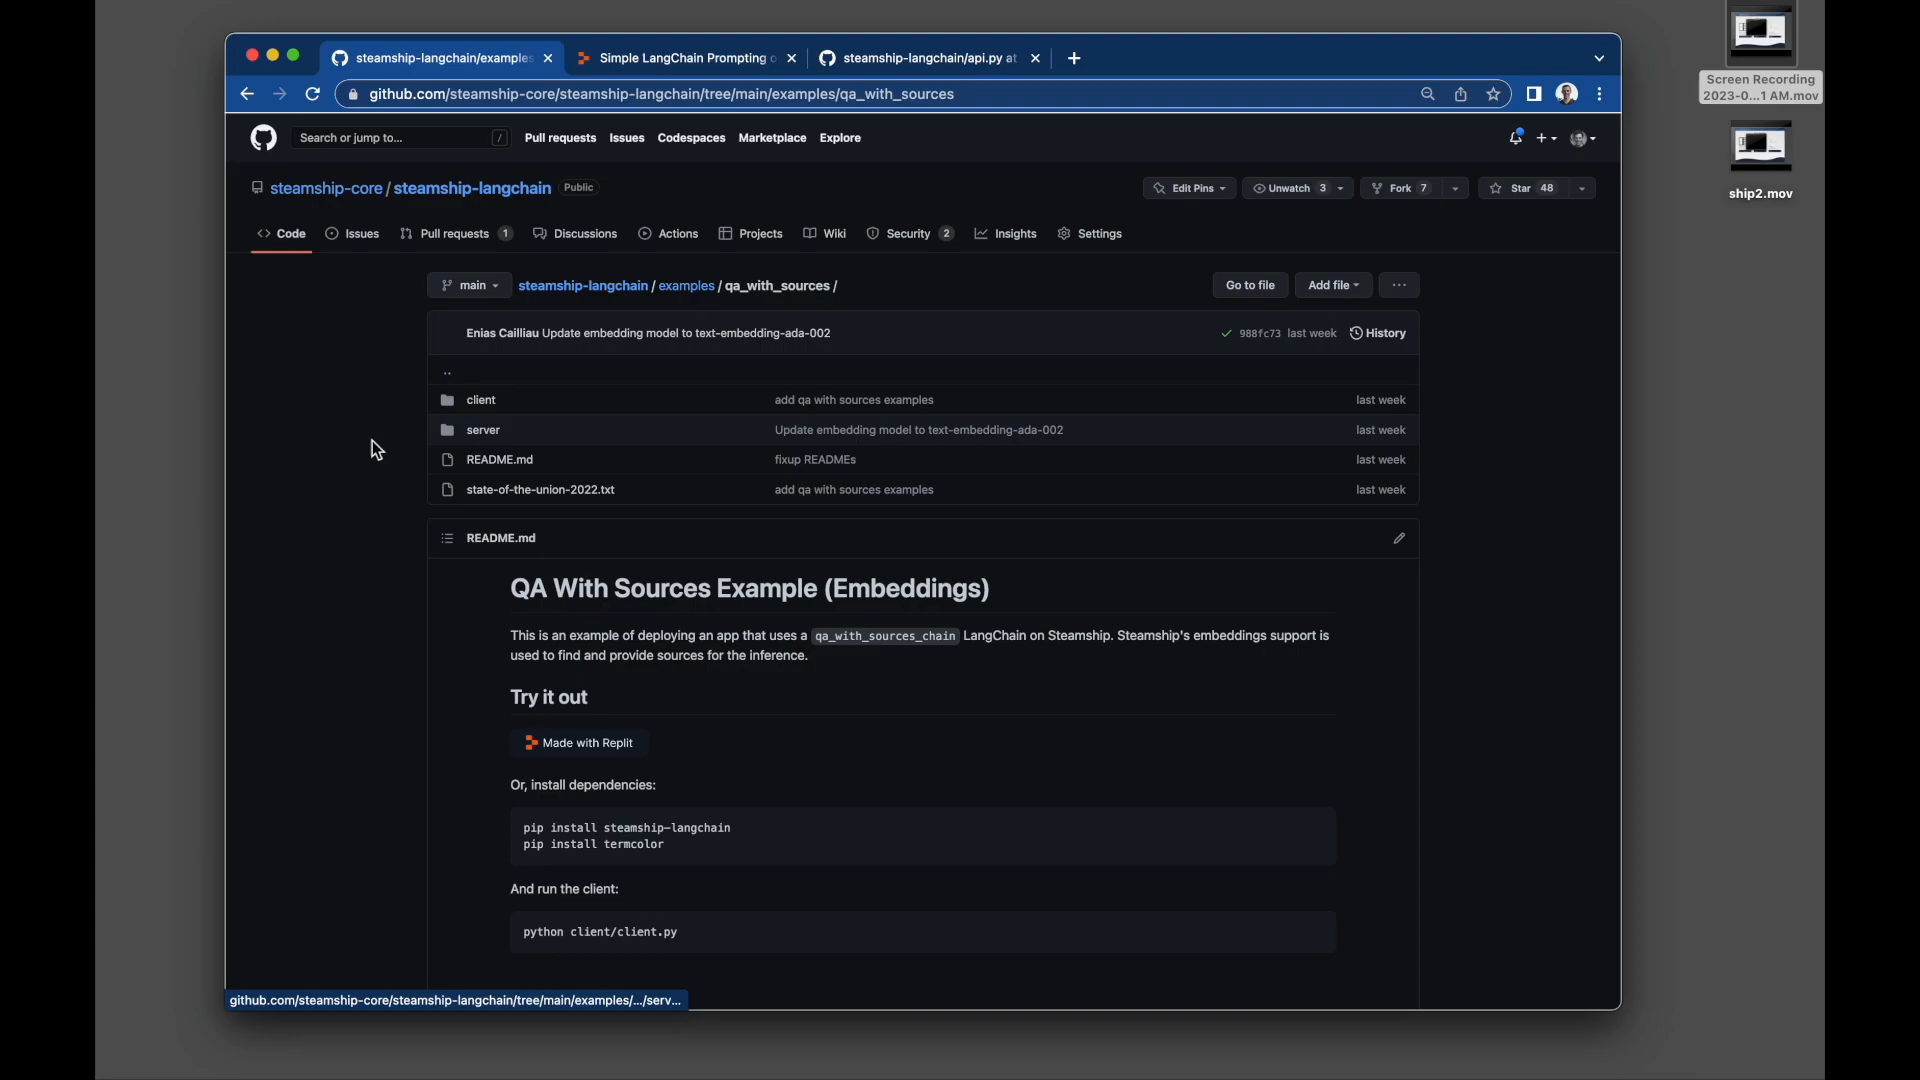 steamship-langchain/examples
Simple LangChain Prompting o
steamship-langchain/api.py at
github.com/steamship-core/steamship-langchain/tree/main/examples/qa_with_sources
Screen Recording
2023-0...1 AM.mov
ship2.mov
Search or jump to...
/
Pull requests
Issues
Codespaces
Marketplace
Explore
steamship-core / steamship-langchain
Public
Edit Pins
Unwatch 3
Fork 7
Star 48
Code
Issues
Pull requests 1
Discussions
Actions
Projects
Wiki
Security 2
Insights
Settings
main
steamship-langchain / examples / qa_with_sources /
Go to file
Add file
...
Enias Cailliau Update embedding model to text-embedding-ada-002
988fc73 last week
History
..
client add qa with sources examples last week
server Update embedding model to text-embedding-ada-002 last week
README.md fixup READMEs last week
state-of-the-union-2022.txt add qa with sources examples last week
README.md
QA With Sources Example (Embeddings)
This is an example of deploying an app that uses a qa_with_sources_chain LangChain on Steamship. Steamship's embeddings support is
used to find and provide sources for the inference.
Try it out
Made with Replit
Or, install dependencies:
pip install steamship-langchain
pip install termcolor
And run the client:
python client/client.py
github.com/steamship-core/steamship-langchain/tree/main/examples/.../serv...